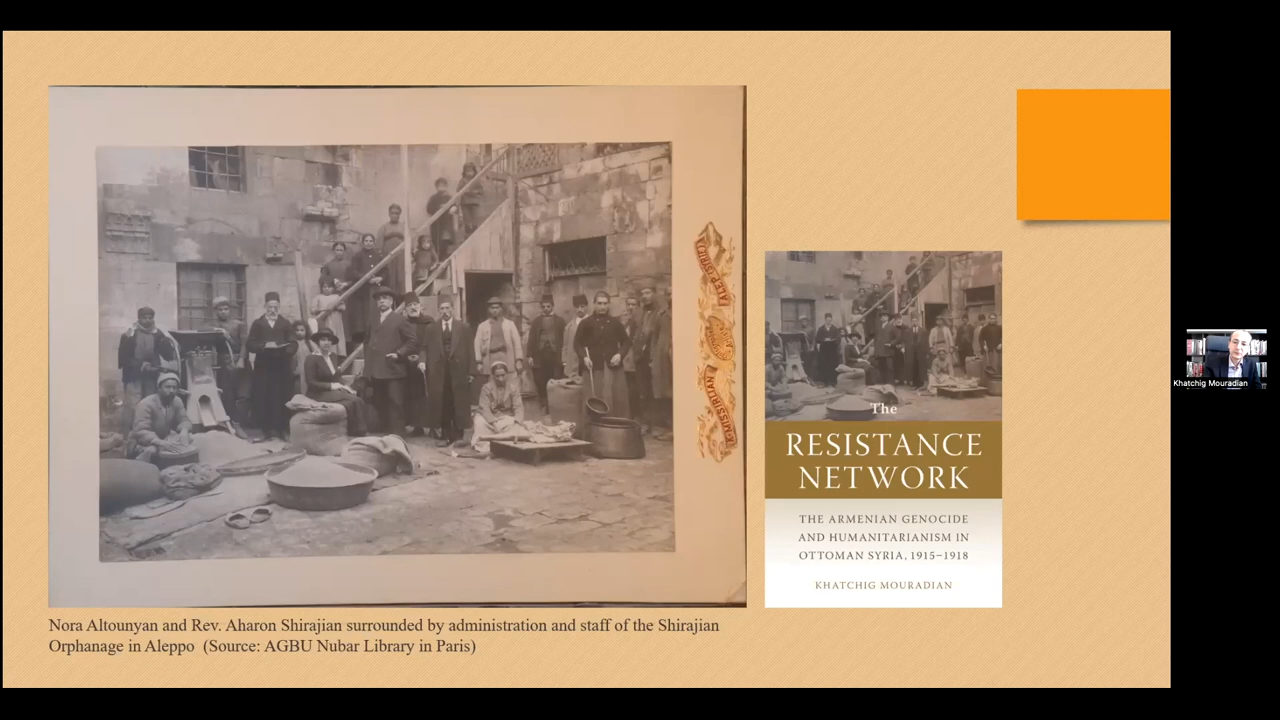 Nora Altounyan and Rev. Aharon Shirajian surrounded by administration and staff of the Shirajian
Orphanage in Aleppo (Source: AGBU Nubar Library in Paris)
The
RESISTANCE
NETWORK
THE ARMENIAN GENOCIDE
AND HUMANITARIANISM IN
OTTOMAN SYRIA, 1915–1918
KHATCHIG MOURADIAN
Khatchig Mouradian